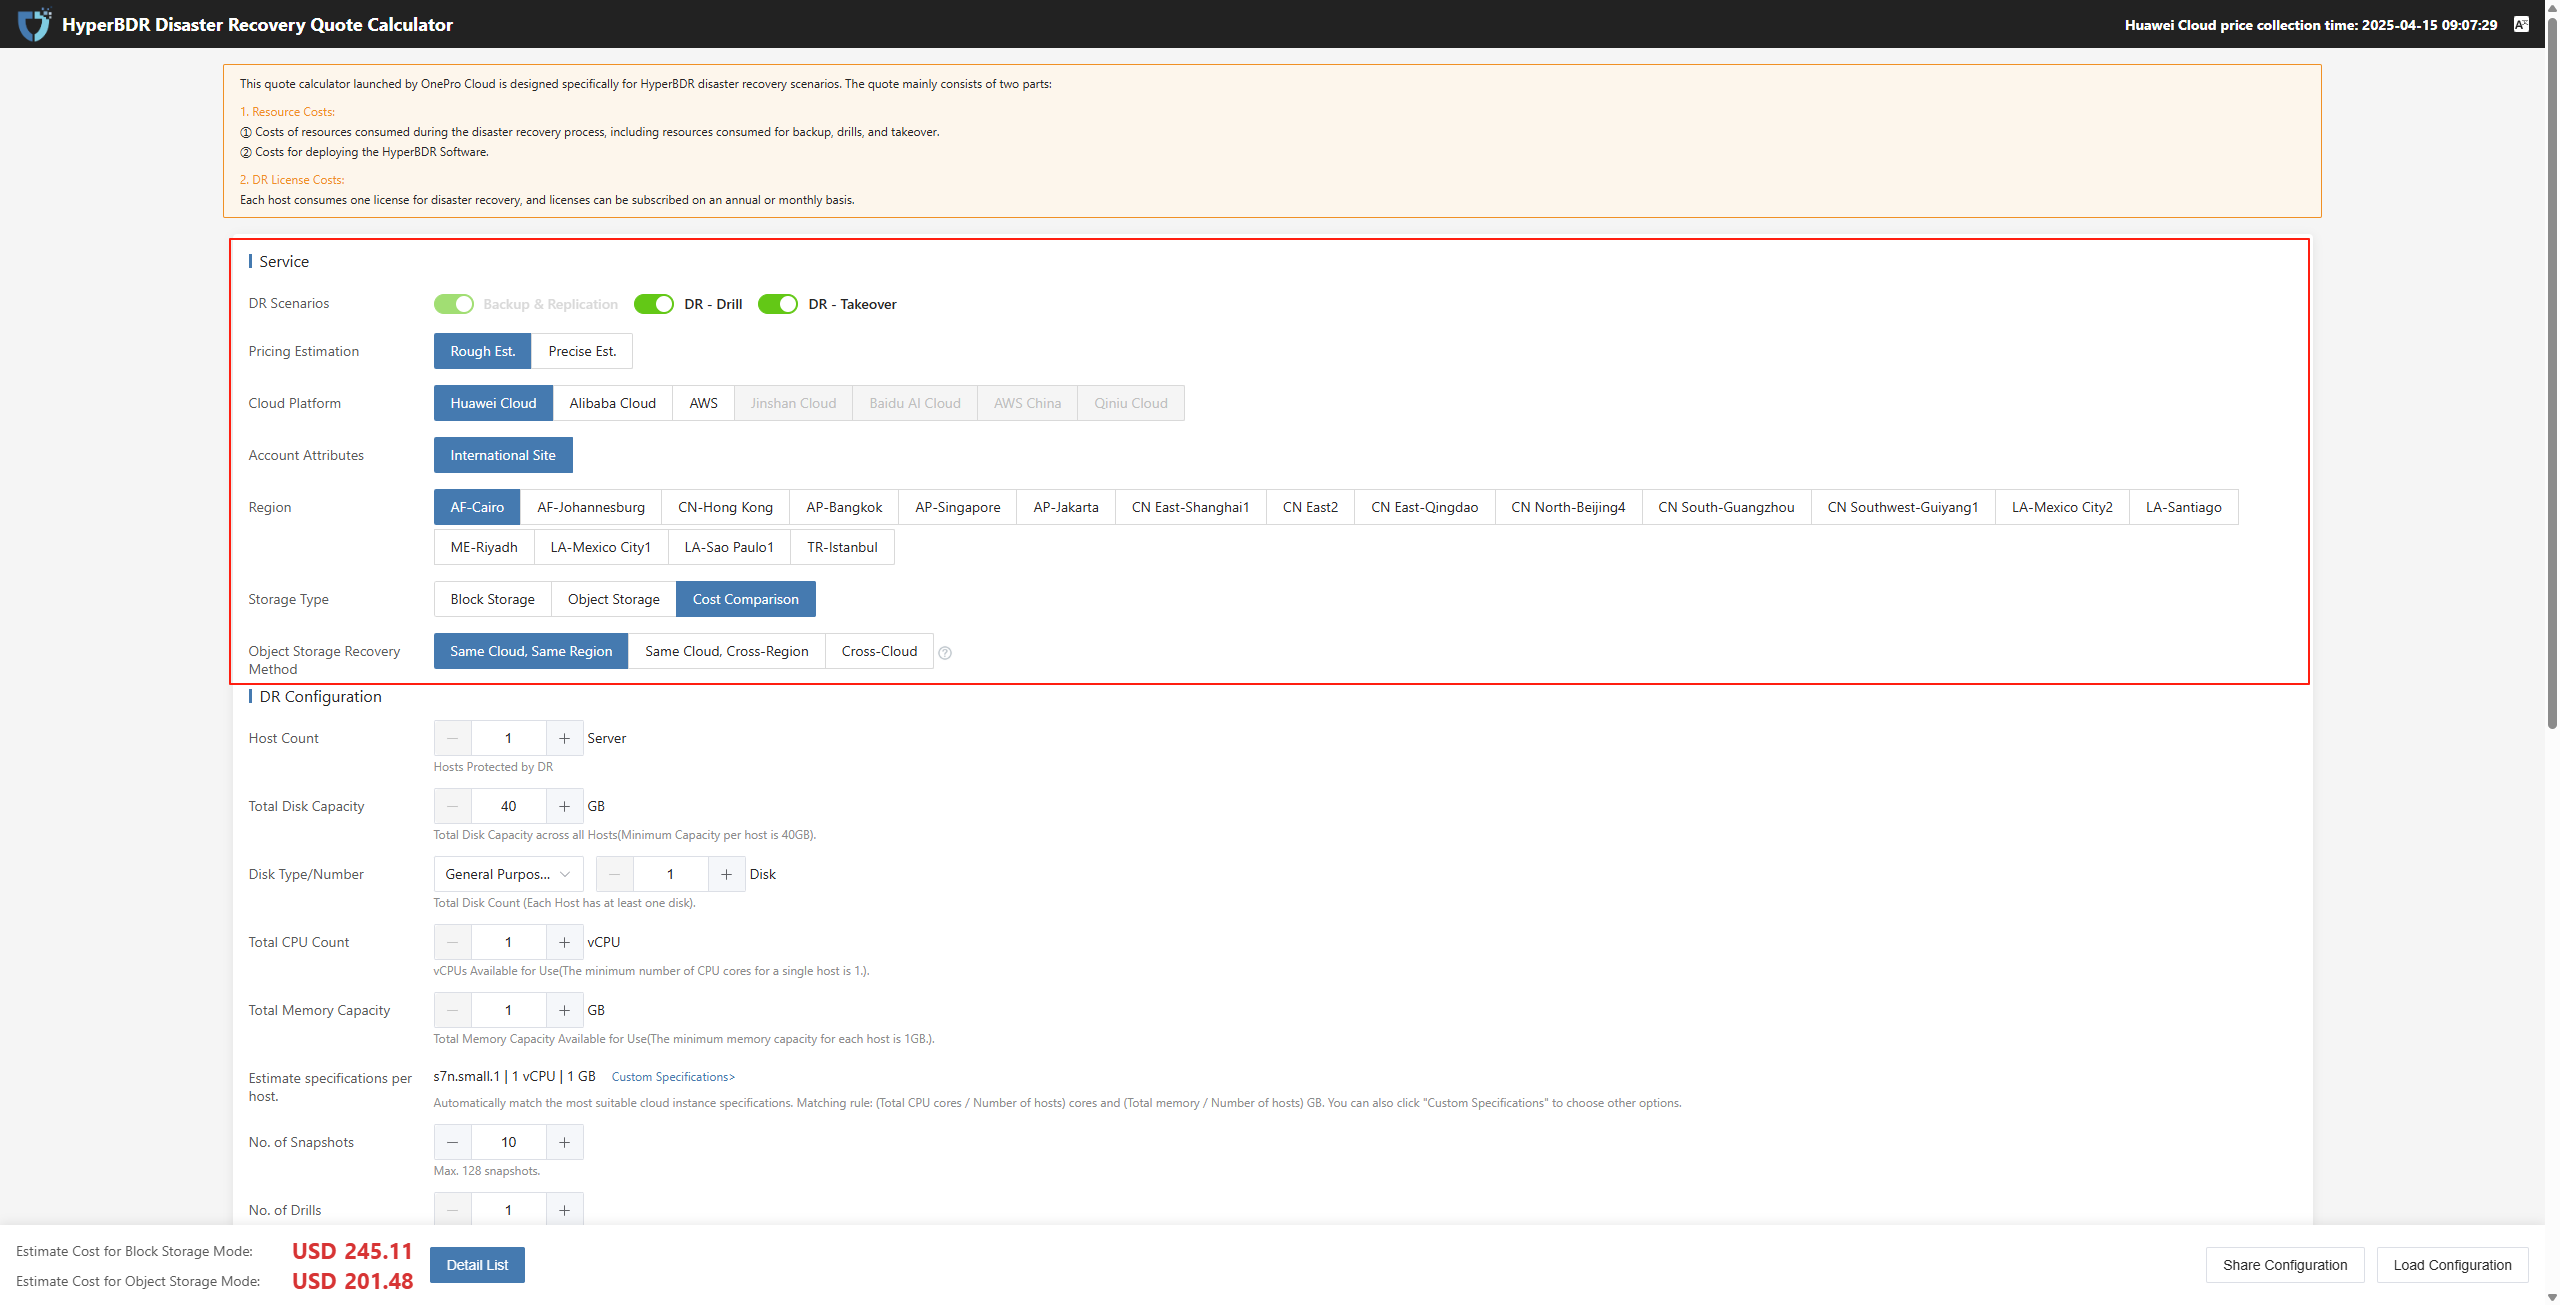 HyperBDR Disaster Recovery Quote Calculator
Huawei Cloud price collection time: 2025-04-15 09:07:29
This quote calculator launched by OnePro Cloud is designed specifically for HyperBDR disaster recovery scenarios. The quote mainly consists of two parts:
1. Resource Costs:
① Costs of resources consumed during the disaster recovery process, including resources consumed for backup, drills, and takeover.
② Costs for deploying the HyperBDR Software.
2. DR License Costs:
Each host consumes one license for disaster recovery, and licenses can be subscribed on an annual or monthly basis.
Service
DR Scenarios Backup & Replication DR - Drill DR - Takeover
Pricing Estimation Rough Est. Precise Est.
Cloud Platform Huawei Cloud Alibaba Cloud AWS Jinshan Cloud Baidu AI Cloud AWS China Qiniu Cloud
Account Attributes International Site
Region AF-Cairo AF-Johannesburg CN-Hong Kong AP-Bangkok AP-Singapore AP-Jakarta CN East-Shanghai1 CN East2 CN East-Qingdao CN North-Beijing4 CN South-Guangzhou CN Southwest-Guiyang1 LA-Mexico City2 LA-Santiago
ME-Riyadh LA-Mexico City1 LA-Sao Paulo1 TR-Istanbul
Storage Type Block Storage Object Storage Cost Comparison
Object Storage Recovery Method Same Cloud, Same Region Same Cloud, Cross-Region Cross-Cloud
DR Configuration
Host Count 1 Server
Hosts Protected by DR
Total Disk Capacity 40 GB
Total Disk Capacity across all Hosts(Minimum Capacity per host is 40GB).
Disk Type/Number General Purpos... 1 Disk
Total Disk Count (Each Host has at least one disk).
Total CPU Count 1 vCPU
vCPUs Available for Use(The minimum number of CPU cores for a single host is 1.).
Total Memory Capacity 1 GB
Total Memory Capacity Available for Use(The minimum memory capacity for each host is 1GB.).
Estimate specifications per host. s7n.small.1 | 1 vCPU | 1 GB Custom Specifications>
Automatically match the most suitable cloud instance specifications. Matching rule: (Total CPU cores / Number of hosts) cores and (Total memory / Number of hosts) GB. You can also click "Custom Specifications" to choose other options.
No. of Snapshots 10
Max. 128 snapshots.
No. of Drills 1
Estimate Cost for Block Storage Mode: USD 245.11
Estimate Cost for Object Storage Mode: USD 201.48
Detail List
Share Configuration Load Configuration